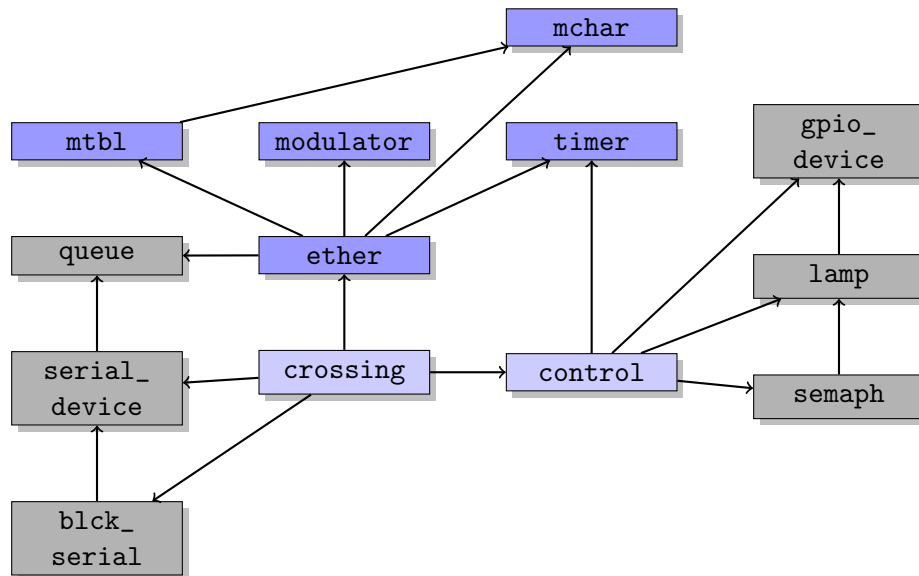 mchar
mtbl
modulator
timer
gpio_
device
queue
ether
lamp
serial_
device
crossing
control
semaph
blck_
serial